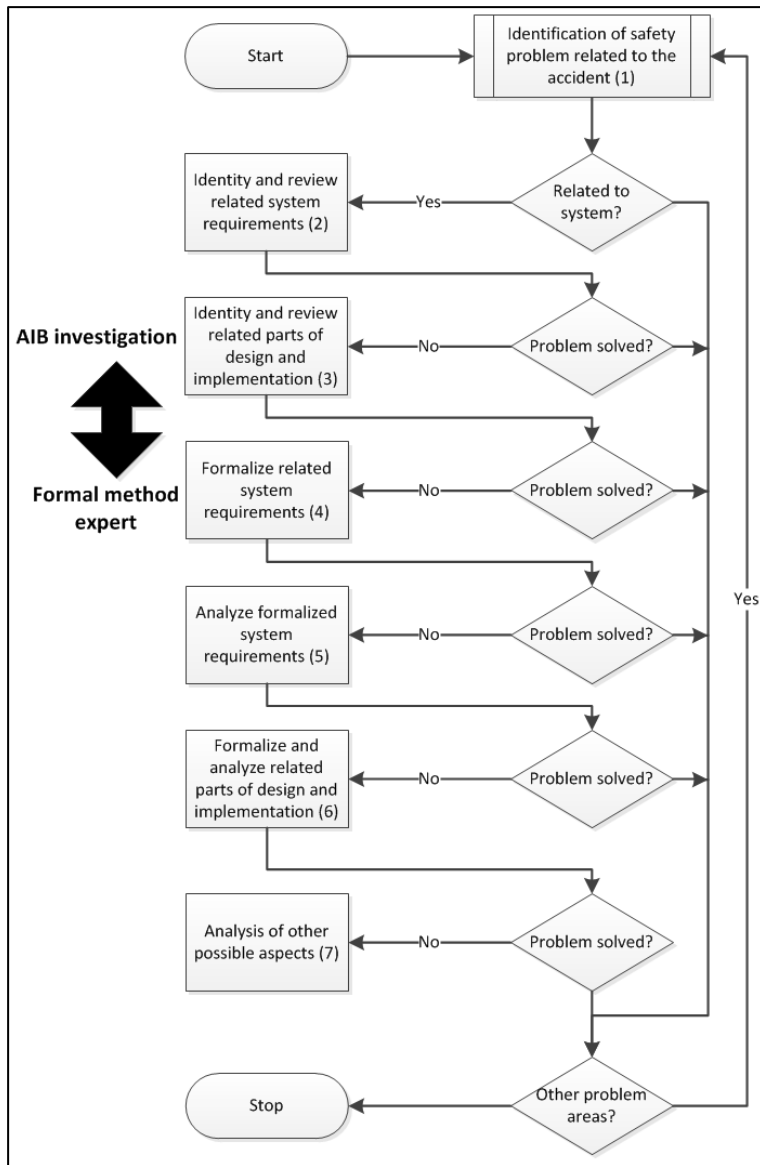 Start
Identification of safety
problem related to the
accident (1)
Related to
system?
Yes
Identity and review
related system
requirements (2)
Problem solved?
No
Identity and review
related parts of
design and
implementation (3)
AIB investigation
Formal method
expert
Problem solved?
No
Formalize related
system
requirements (4)
Problem solved?
No
Analyze formalized
system
requirements (5)
Yes
Problem solved?
No
Formalize and
analyze related
parts of design and
implementation (6)
Problem solved?
No
Analysis of other
possible aspects (7)
Other problem
areas?
Stop